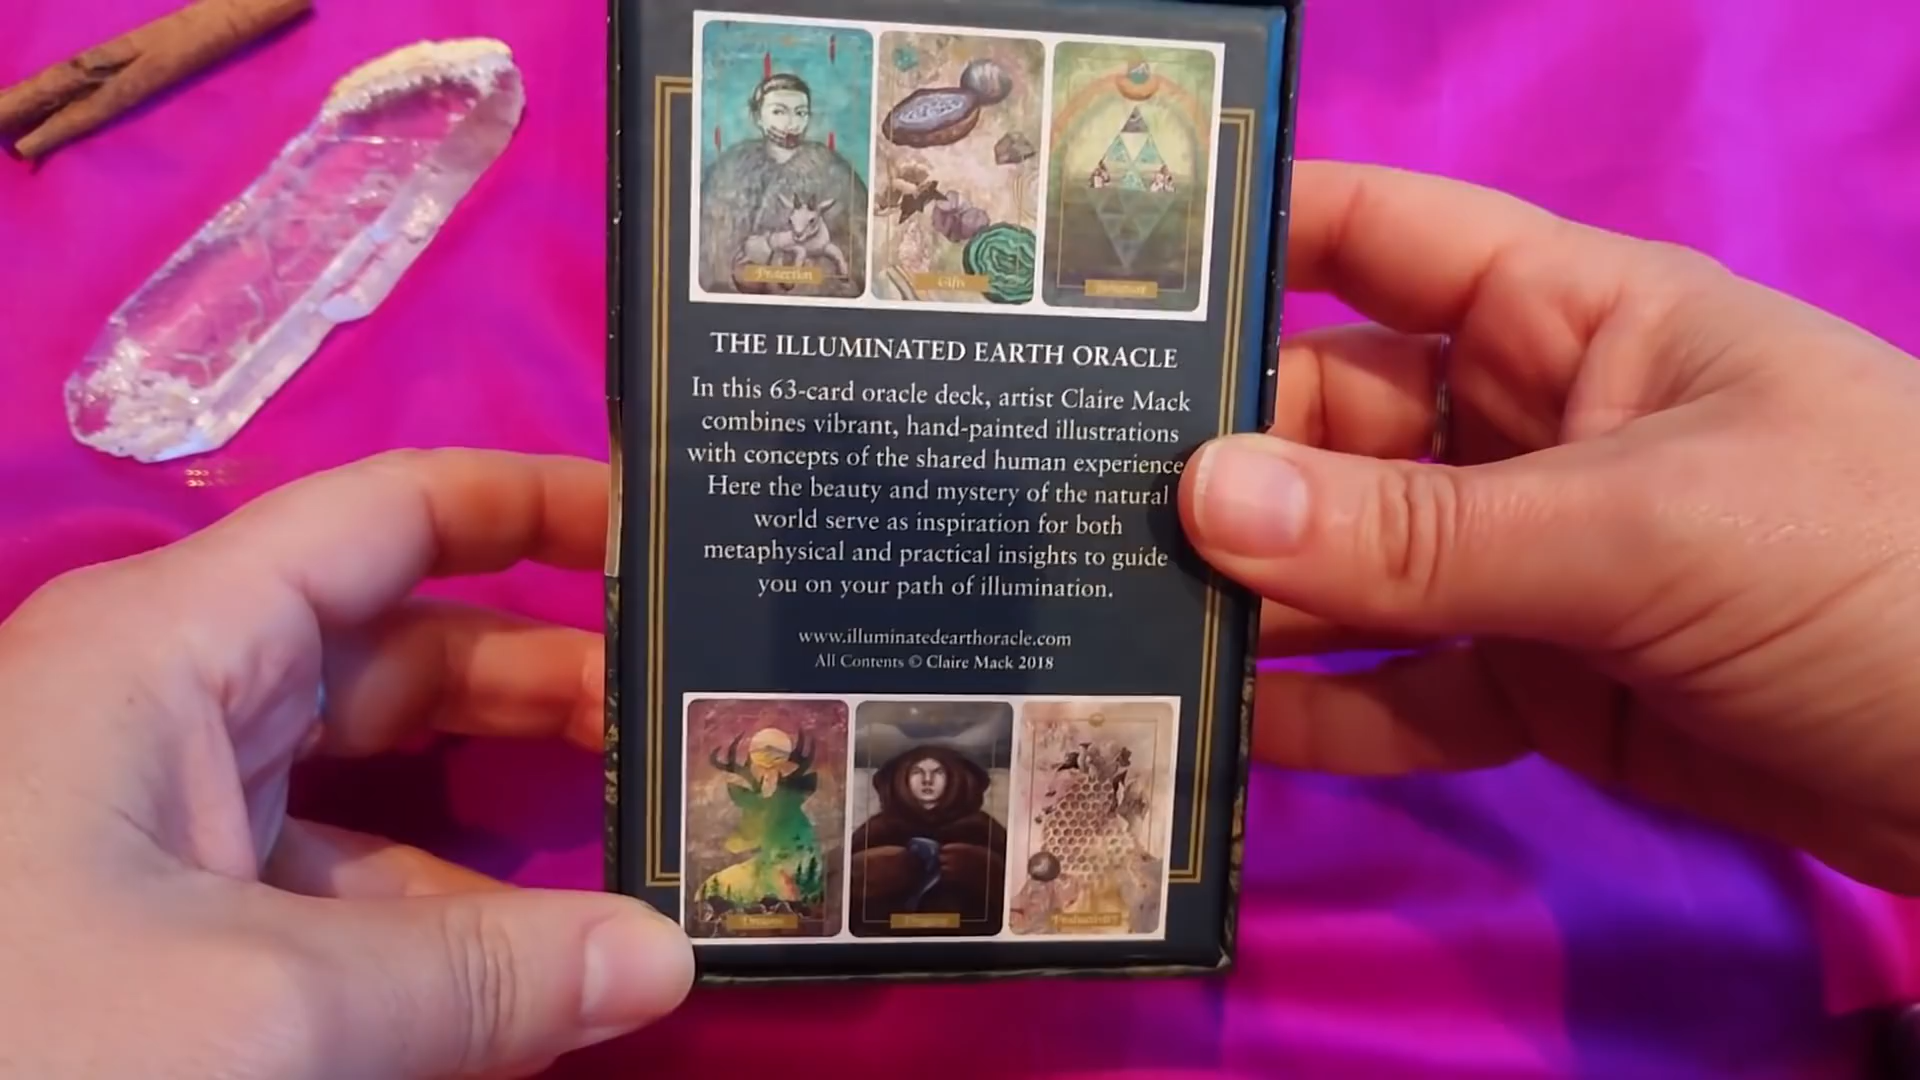 Protection
Gifts
THE ILLUMINATED EARTH ORACLE
In this 63-card oracle deck, artist Claire Mack
combines vibrant, hand-painted illustrations
with concepts of the shared human experience
Here the beauty and mystery of the natural
world serve as inspiration for both
metaphysical and practical insights to guide
you on your path of illumination.
www.illuminatedearthoracle.com
All Contents © Claire Mack 2018
Productivity